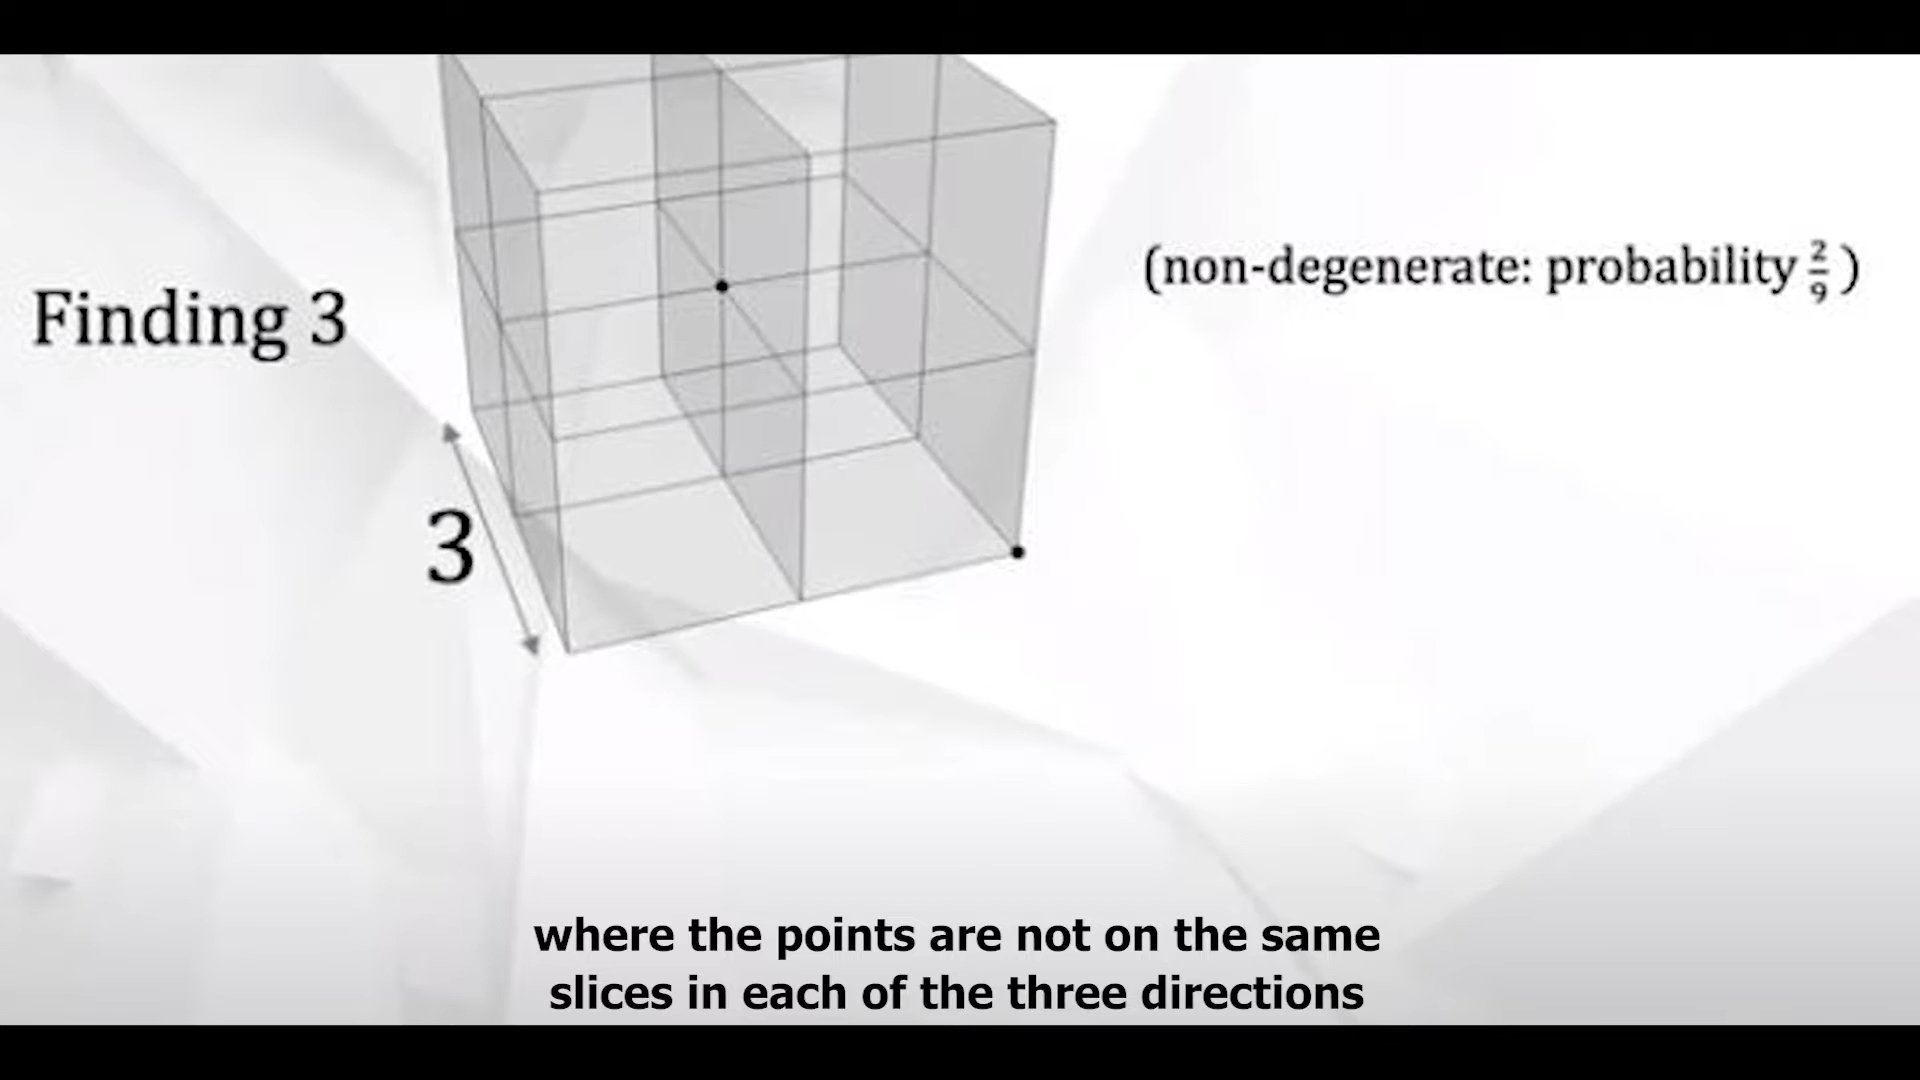 Finding 3
(non-degenerate: probability 2/9)
3
where the points are not on the same
slices in each of the three directions